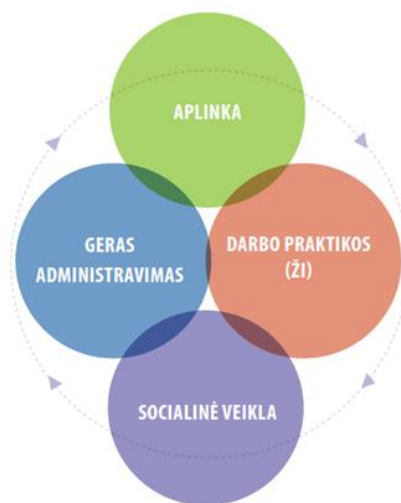 APLINKA
GERAS
ADMINISTRAVIMAS
DARBO PRAKTIKOS
(ŽI)
SOCIALINĖ VEIKLA